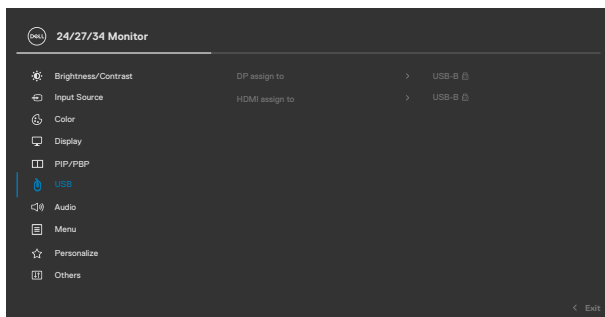 DELL
24/27/34 Monitor
Brightness/Contrast
DP assign to > USB-B
Input Source
HDMI assign to > USB-B
Color
Display
PIP/PBP
USB
Audio
Menu
Personalize
Others
< Exit